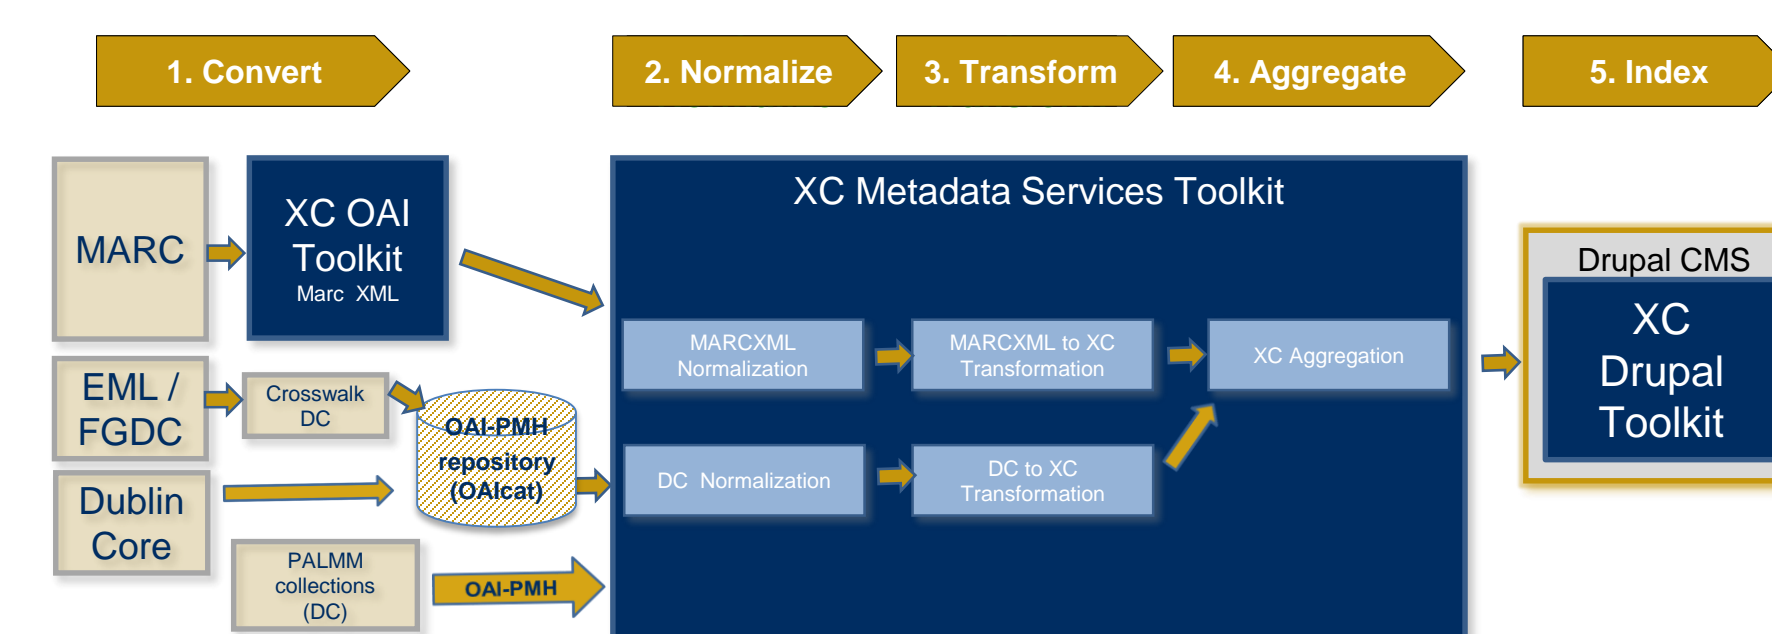 1. Convert
2. Normalize
3. Transform
4. Aggregate
5. Index
MARC
XC OAI
Toolkit
Marc XML
EML /
FGDC
Crosswalk
DC
OAI-PMH
repository
(OAIcat)
Dublin
Core
PALMM
collections
(DC)
OAI-PMH
XC Metadata Services Toolkit
MARCXML
Normalization
MARCXML to XC
Transformation
XC Aggregation
DC Normalization
DC to XC
Transformation
Drupal CMS
XC
Drupal
Toolkit